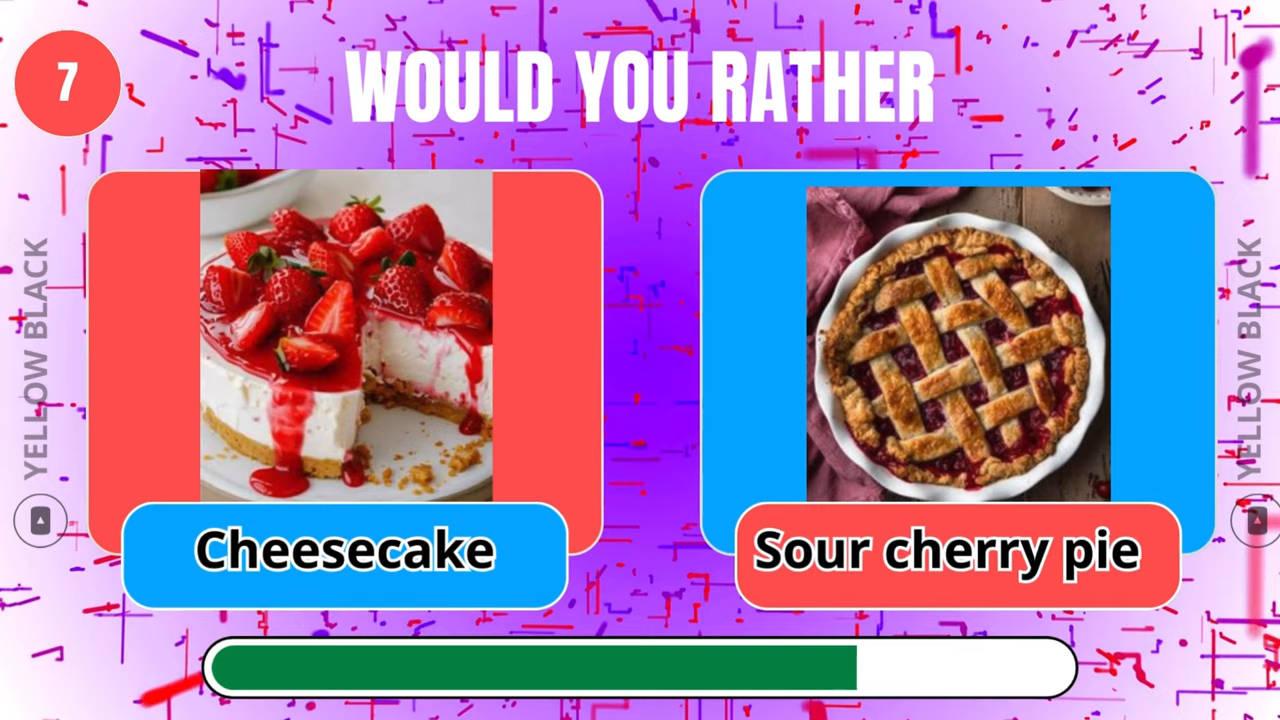 7
WOULD YOU RATHER
YELLOW BLACK
YELLOW BLACK
Cheesecake
Sour cherry pie